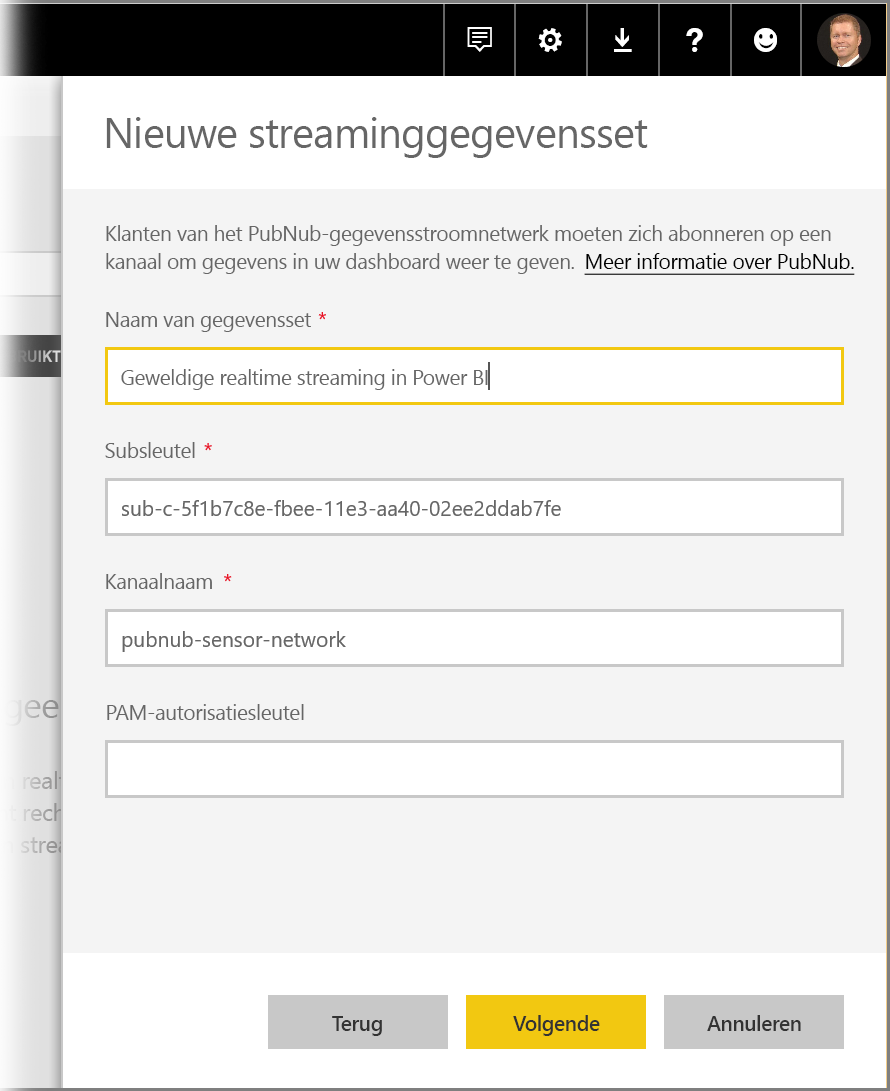 Nieuwe streaminggegevensset
Klanten van het PubNub-gegevensstroomnetwerk moeten zich abonneren op een
kanaal om gegevens in uw dashboard weer te geven. Meer informatie over PubNub.
Naam van gegevensset *
RUIKT
Geweldige realtime streaming in Power BI
Subsleutel *
sub-c-5f1b7c8e-fbee-11e3-aa40-02ee2ddab7fe
Kanaalnaam *
pubnub-sensor-network
PAM-autorisatiesleutel
gee
realt
t rech
strea
Terug
Volgende
Annuleren